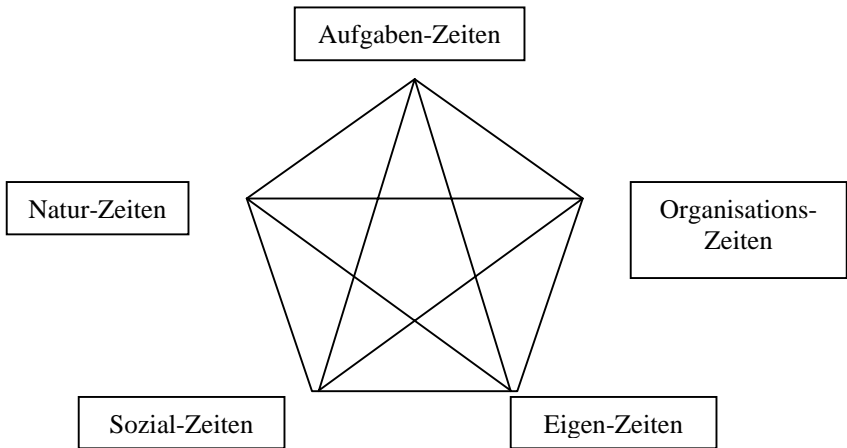 Aufgaben-Zeiten
Natur-Zeiten
Organisations-
Zeiten
Sozial-Zeiten
Eigen-Zeiten